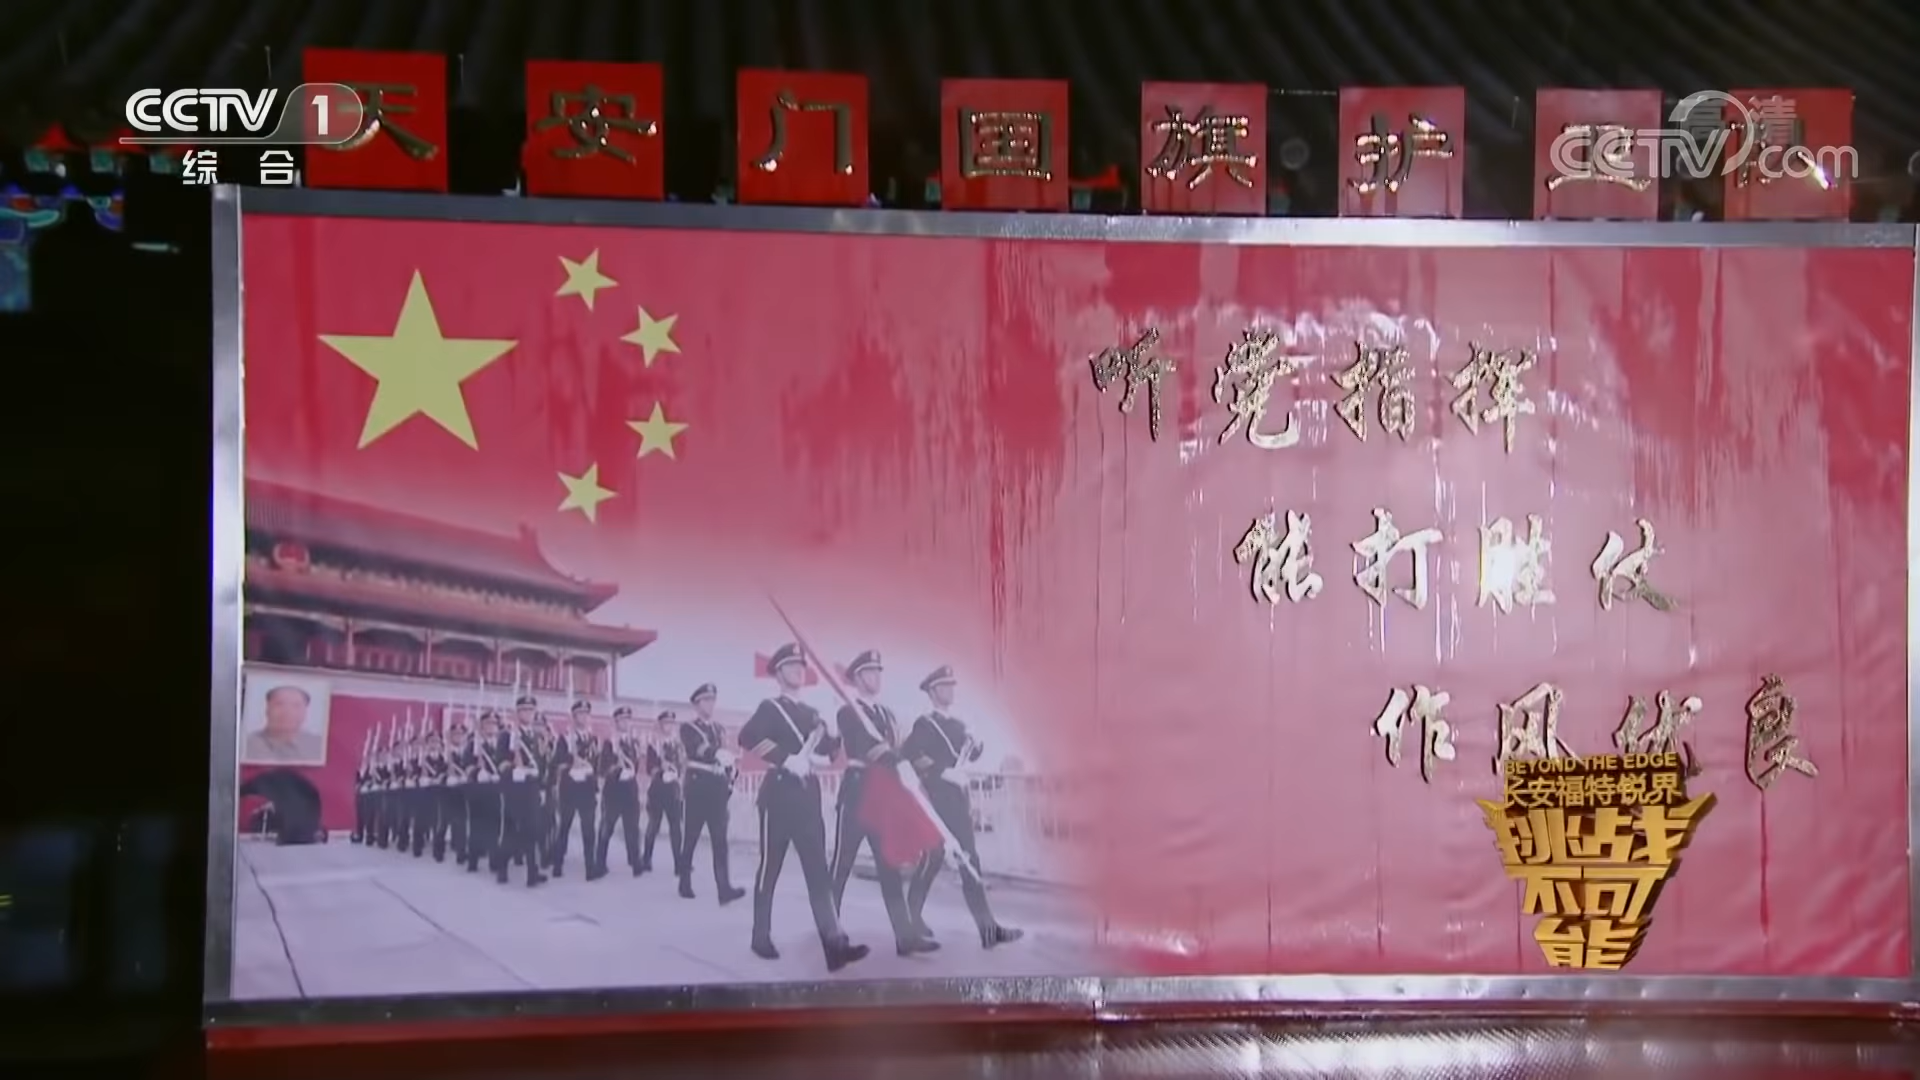 CCTV 1
综合
高清
CCTV.com
天安门国旗护卫队
听党指挥
能打胜仗
作风优良
BEYOND THE EDGE
长安福特·锐界
挑战
不可
能